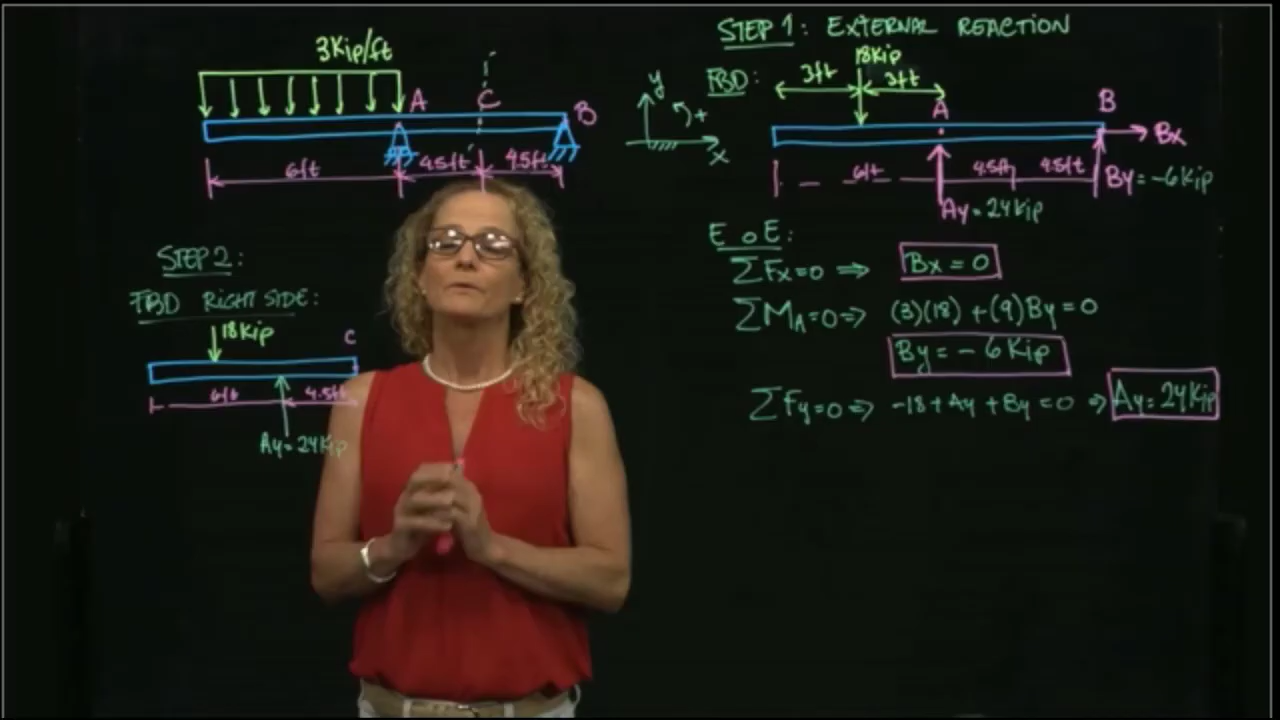 3Kip/ft
A
C
B
6ft
4.5ft
4.5ft
STEP 2:
FBD RIGHT SIDE:
18Kip
C
6ft
4.5ft
Ay=24Kip
STEP 1: EXTERNAL REACTION
FBD:
y
+
x
18Kip
3ft
3ft
A
B
Bx
6ft
4.5ft
4.5ft
By=-6Kip
Ay=24Kip
E o E:
ΣFx=0 ⇒ Bx=0
ΣMA=0 ⇒ (3)(18)+(9)By=0
By=-6Kip
ΣFy=0 ⇒ -18+Ay+By=0 ⇒ Ay=24Kip